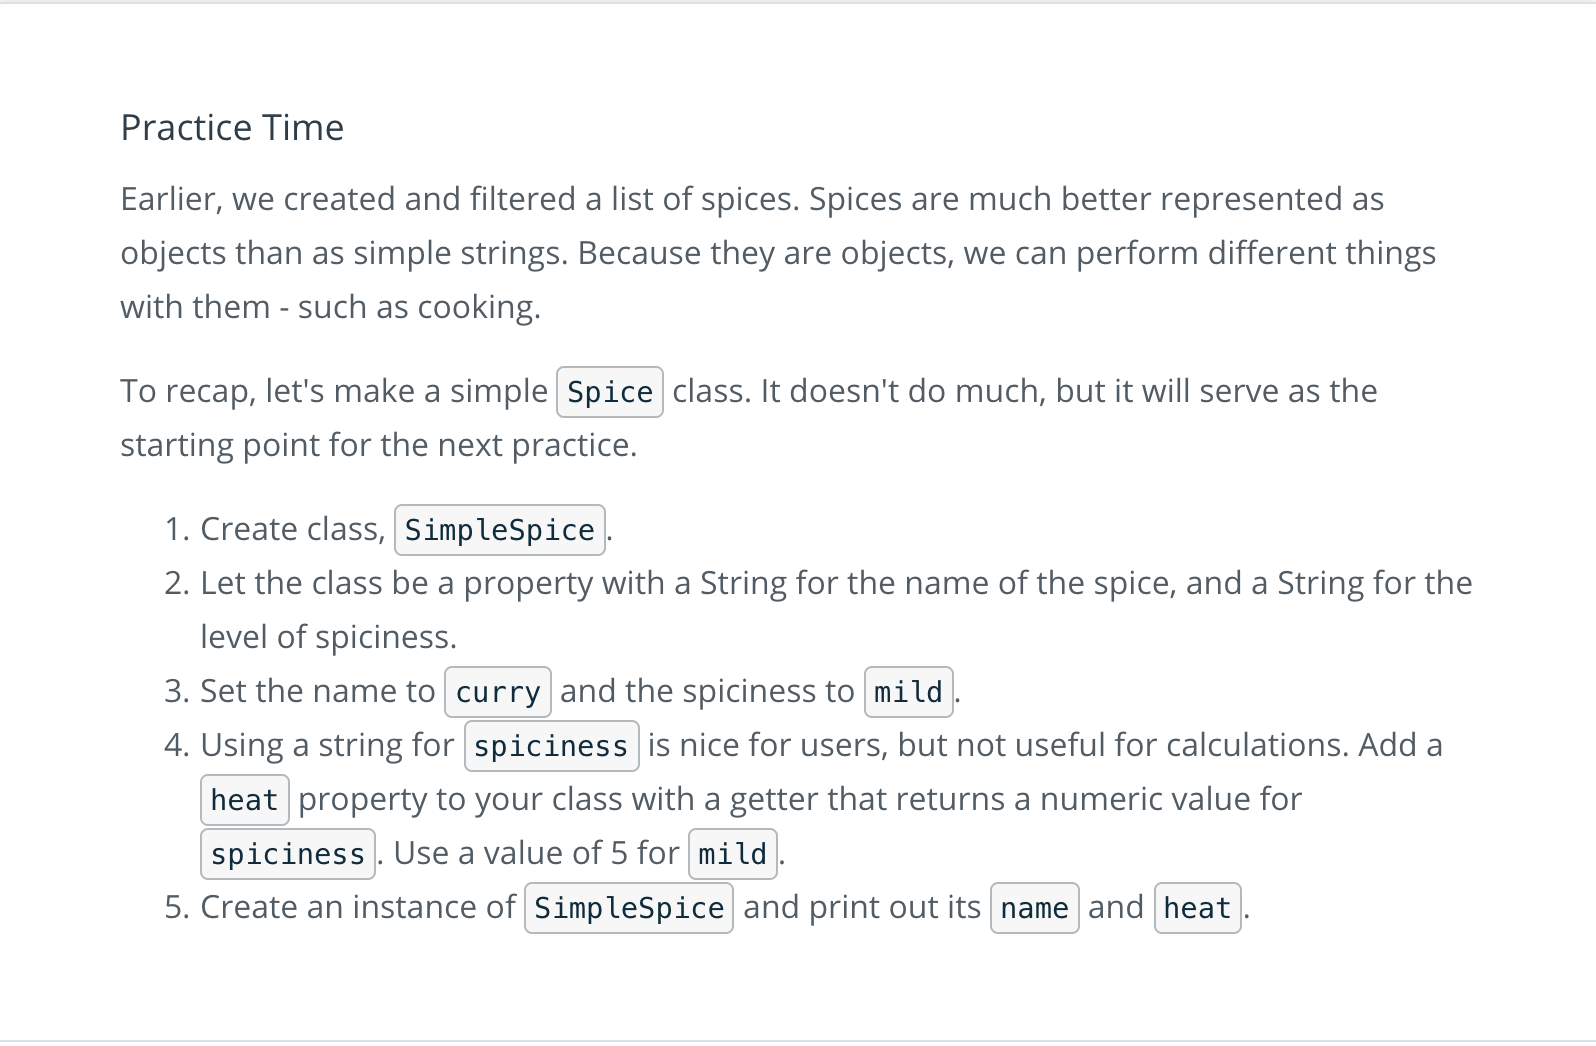 Practice Time
Earlier, we created and filtered a list of spices. Spices are much better represented as
objects than as simple strings. Because they are objects, we can perform different things
with them - such as cooking.
To recap, let's make a simple Spice class. It doesn't do much, but it will serve as the
starting point for the next practice.
1. Create class, SimpleSpice.
2. Let the class be a property with a String for the name of the spice, and a String for the
level of spiciness.
3. Set the name to curry and the spiciness to mild.
4. Using a string for spiciness is nice for users, but not useful for calculations. Add a
heat property to your class with a getter that returns a numeric value for
spiciness. Use a value of 5 for mild.
5. Create an instance of SimpleSpice and print out its name and heat.